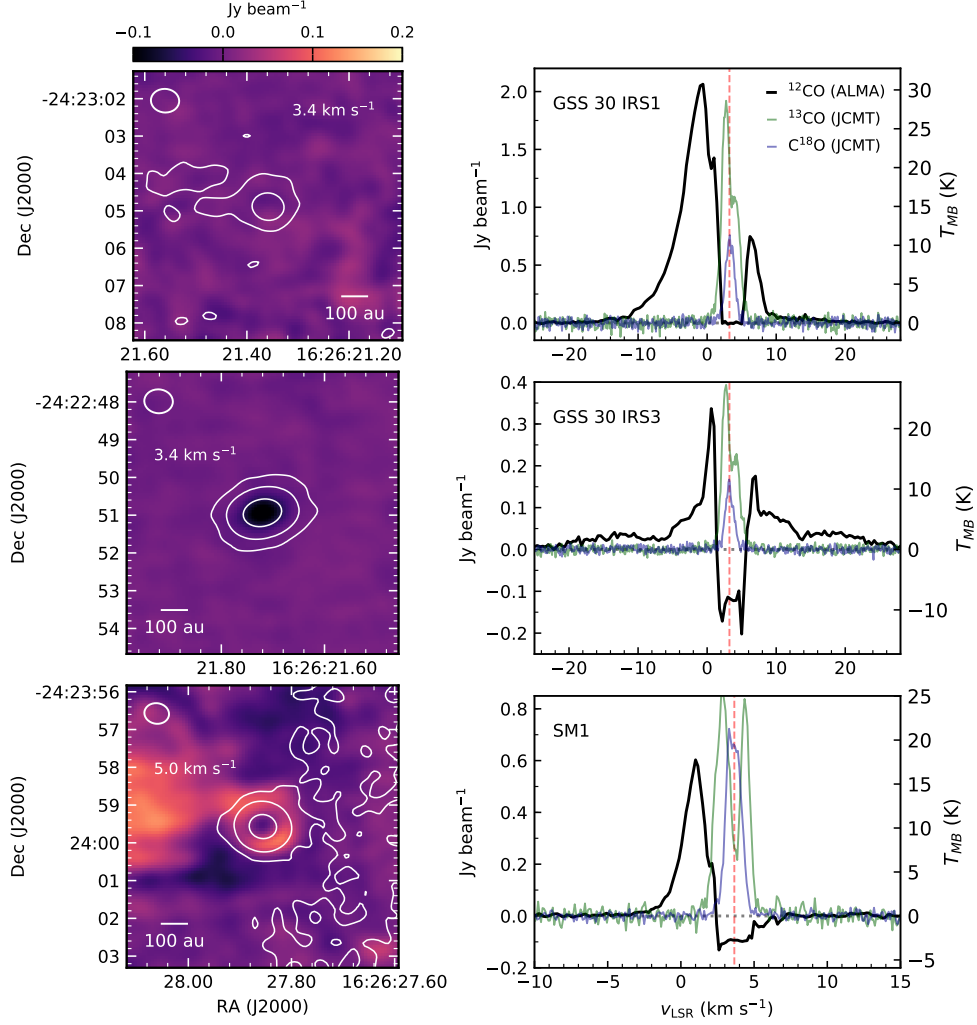 Jy beam⁻¹
−0.1 0.0 0.1 0.2
-24:23:02
03
04
05
06
07
08
Dec (J2000)
3.4 km s⁻¹
100 au
21.60 21.40 16:26:21.20
GSS 30 IRS1
¹²CO (ALMA)
¹³CO (JCMT)
C¹⁸O (JCMT)
Jy beam⁻¹
2.0
1.5
1.0
0.5
0.0
30
25
20
15
10
5
0
T_MB (K)
−20 −10 0 10 20
-24:22:48
49
50
51
52
53
54
Dec (J2000)
3.4 km s⁻¹
100 au
21.80 16:26:21.60
GSS 30 IRS3
Jy beam⁻¹
0.4
0.3
0.2
0.1
0.0
−0.1
−0.2
20
10
0
−10
T_MB (K)
−20 −10 0 10 20
-24:23:56
57
58
59
24:00
01
02
03
Dec (J2000)
5.0 km s⁻¹
100 au
28.00 27.80 16:26:27.60
RA (J2000)
SM1
Jy beam⁻¹
0.8
0.6
0.4
0.2
0.0
−0.2
25
20
15
10
5
0
−5
T_MB (K)
−10 −5 0 5 10 15
v_LSR (km s⁻¹)